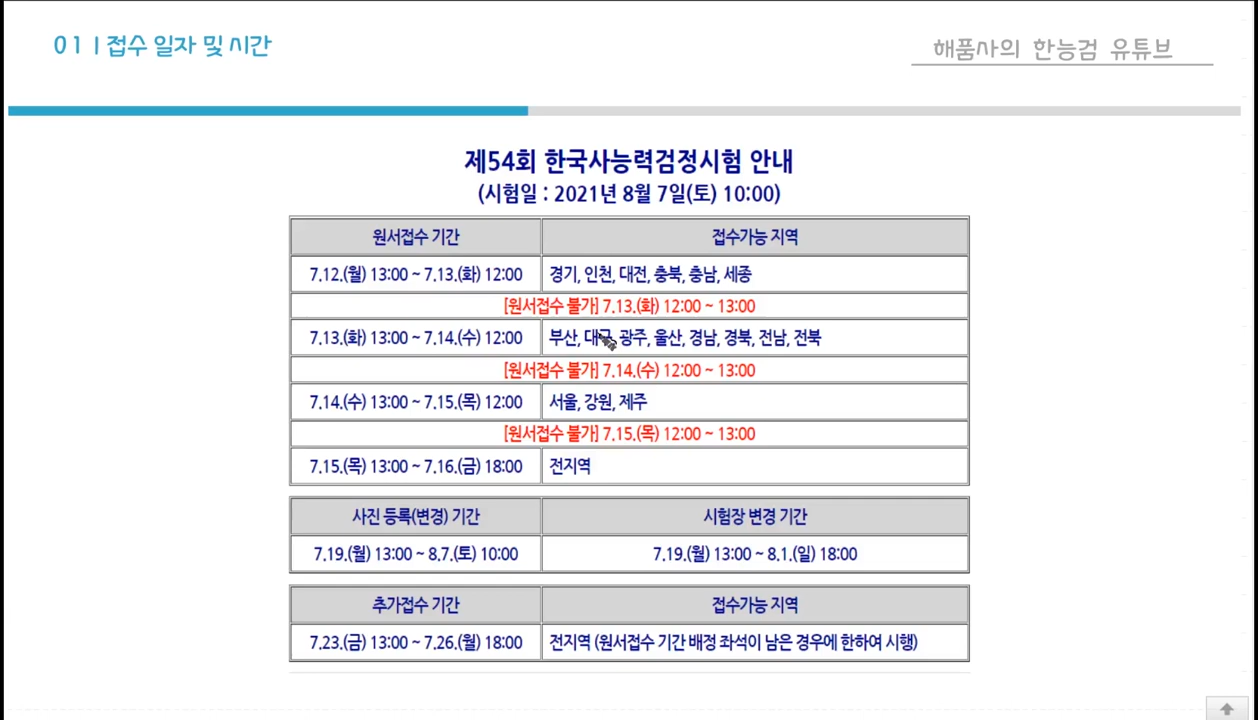 01 | 접수 일자 및 시간
해품사의 한능검 유튜브
제54회 한국사능력검정시험 안내
(시험일 : 2021년 8월 7일(토) 10:00)
원서접수 기간 접수가능 지역
7.12.(월) 13:00 ~ 7.13.(화) 12:00 경기, 인천, 대전, 충북, 충남, 세종
[원서접수 불가] 7.13.(화) 12:00 ~ 13:00
7.13.(화) 13:00 ~ 7.14.(수) 12:00 부산, 대구, 광주, 울산, 경남, 경북, 전남, 전북
[원서접수 불가] 7.14.(수) 12:00 ~ 13:00
7.14.(수) 13:00 ~ 7.15.(목) 12:00 서울, 강원, 제주
[원서접수 불가] 7.15.(목) 12:00 ~ 13:00
7.15.(목) 13:00 ~ 7.16.(금) 18:00 전지역
사진 등록(변경) 기간 시험장 변경 기간
7.19.(월) 13:00 ~ 8.7.(토) 10:00 7.19.(월) 13:00 ~ 8.1.(일) 18:00
추가접수 기간 접수가능 지역
7.23.(금) 13:00 ~ 7.26.(월) 18:00 전지역 (원서접수 기간 배정 좌석이 남은 경우에 한하여 시행)